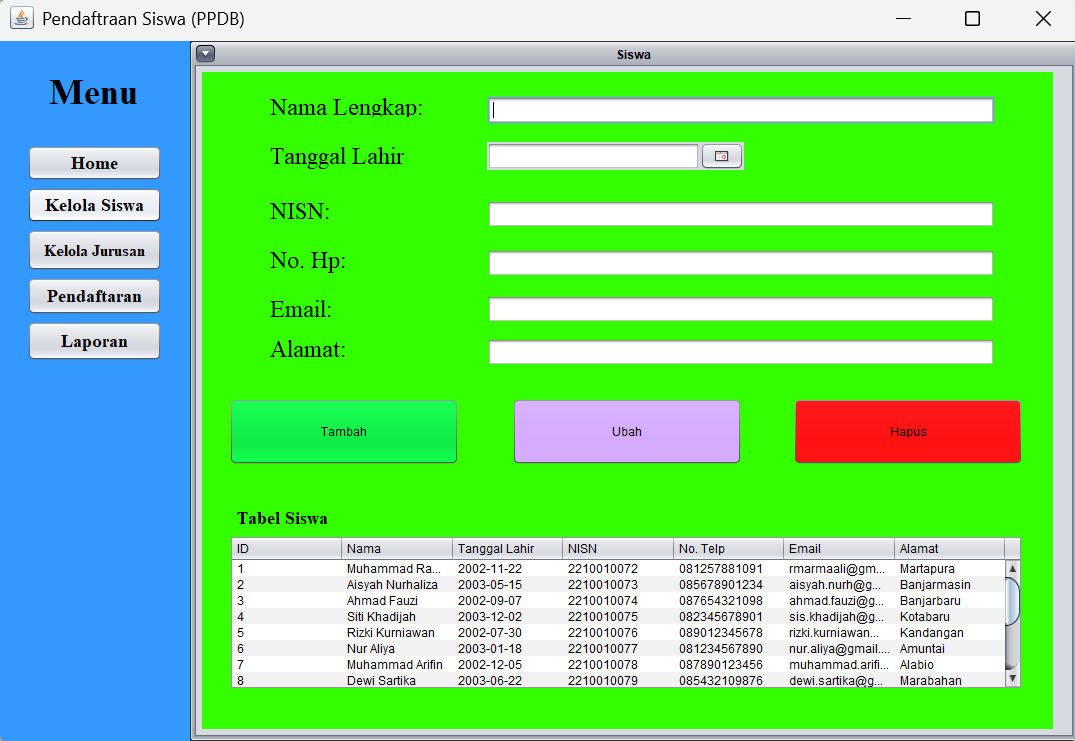 Pendaftraan Siswa (PPDB)
Menu
Home
Kelola Siswa
Kelola Jurusan
Pendaftaran
Laporan
Siswa
Nama Lengkap:
Tanggal Lahir
NISN:
No. Hp:
Email:
Alamat:
Tambah Ubah Hapus
Tabel Siswa
ID Nama Tanggal Lahir NISN No. Telp Email Alamat
1 Muhammad Ra... 2002-11-22 2210010072 081257881091 rmarmaali@gm... Martapura
2 Aisyah Nurhaliza 2003-05-15 2210010073 085678901234 aisyah.nurh@g... Banjarmasin
3 Ahmad Fauzi 2002-09-07 2210010074 087654321098 ahmad.fauzi@g... Banjarbaru
4 Siti Khadijah 2003-12-02 2210010075 082345678901 sis.khadijah@g... Kotabaru
5 Rizki Kurniawan 2002-07-30 2210010076 089012345678 rizki.kurniawan... Kandangan
6 Nur Aliya 2003-01-18 2210010077 081234567890 nur.aliya@gmail.... Amuntai
7 Muhammad Arifin 2002-12-05 2210010078 087890123456 muhammad.arifi... Alabio
8 Dewi Sartika 2003-06-22 2210010079 085432109876 dewi.sartika@g... Marabahan